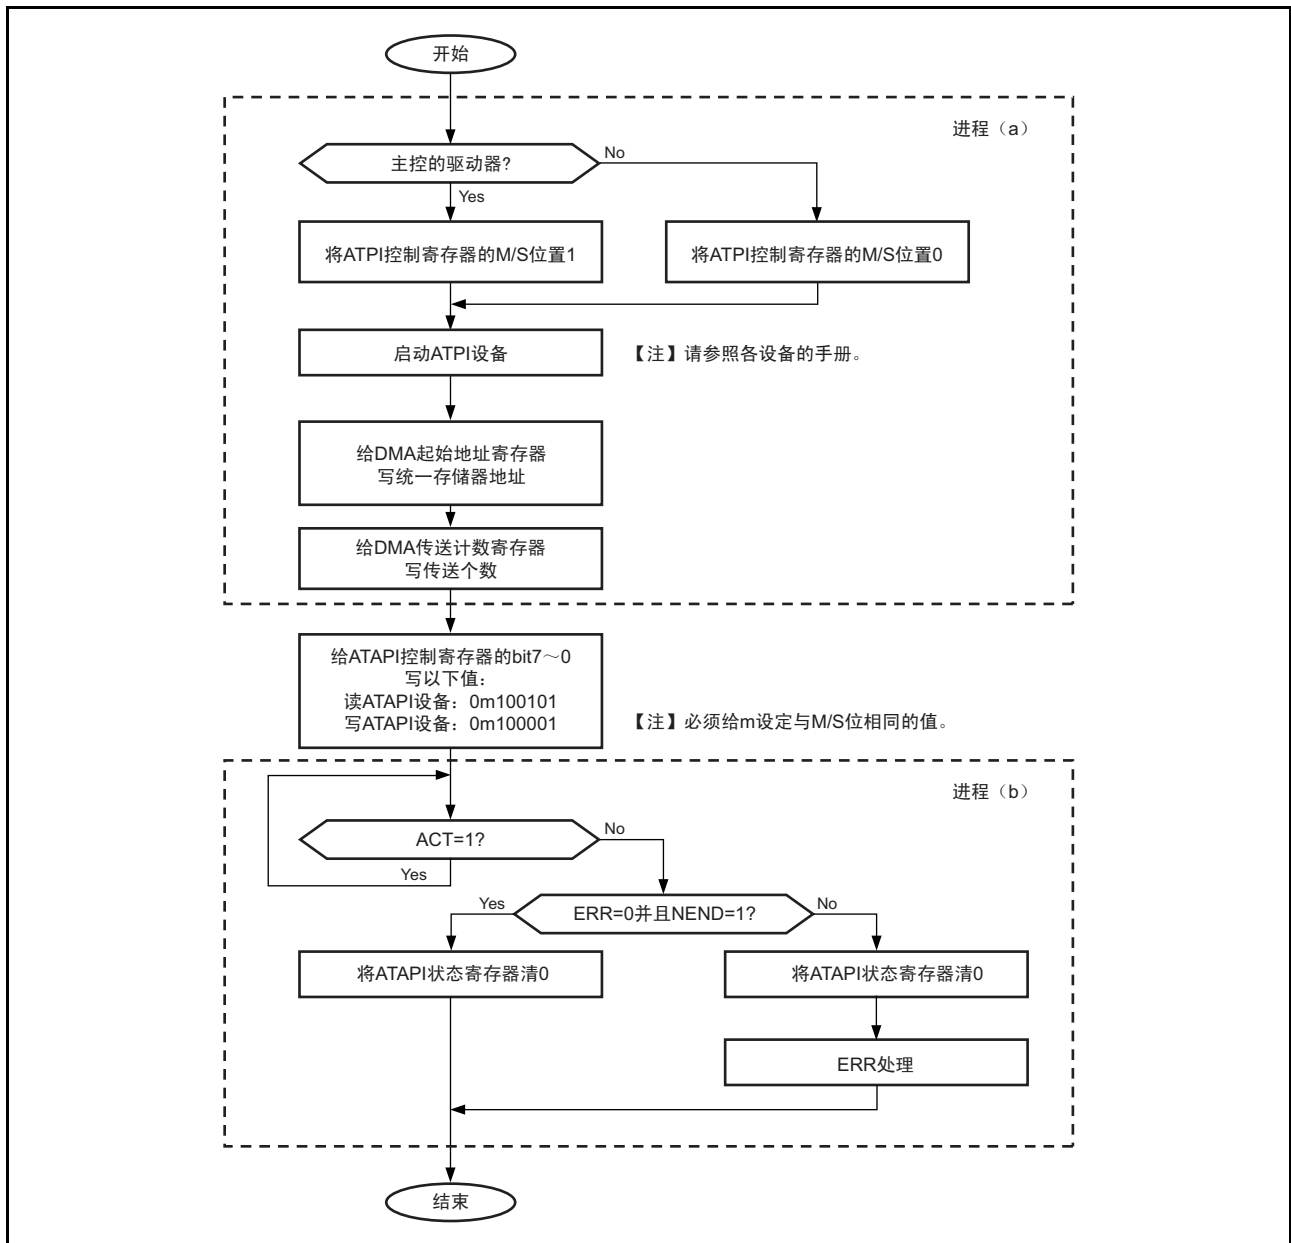 开始
进程（a）
主控的驱动器?
No
Yes
将ATPI控制寄存器的M/S位置1
将ATPI控制寄存器的M/S位置0
启动ATPI设备
【注】请参照各设备的手册。
给DMA起始地址寄存器
写统一存储器地址
给DMA传送计数寄存器
写传送个数
给ATAPI控制寄存器的bit7～0
写以下值：
读ATAPI设备：0m100101
写ATAPI设备：0m100001
【注】必须给m设定与M/S位相同的值。
进程（b）
ACT=1?
No
Yes
ERR=0并且NEND=1?
Yes
No
将ATAPI状态寄存器清0
将ATAPI状态寄存器清0
ERR处理
结束